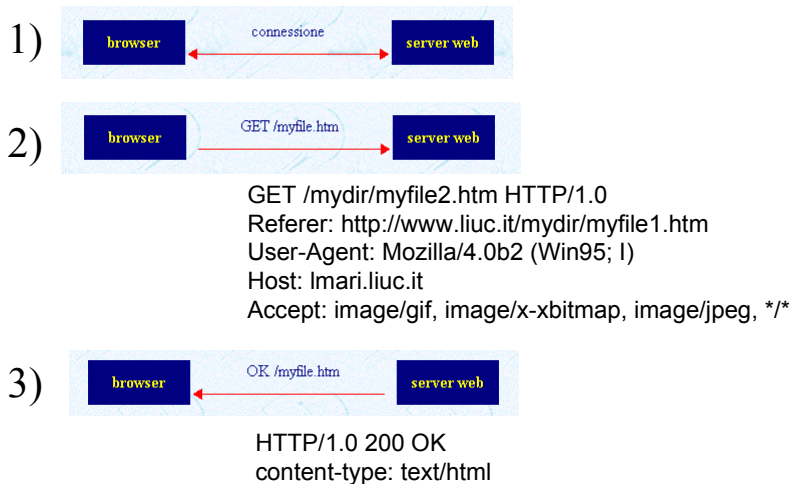 1)
browser connessione server web
2)
browser GET /myfile.htm server web
GET /mydir/myfile2.htm HTTP/1.0
Referer: http://www.liuc.it/mydir/myfile1.htm
User-Agent: Mozilla/4.0b2 (Win95; I)
Host: lmari.liuc.it
Accept: image/gif, image/x-xbitmap, image/jpeg, */*
3)
browser OK /myfile.htm server web
HTTP/1.0 200 OK
content-type: text/html